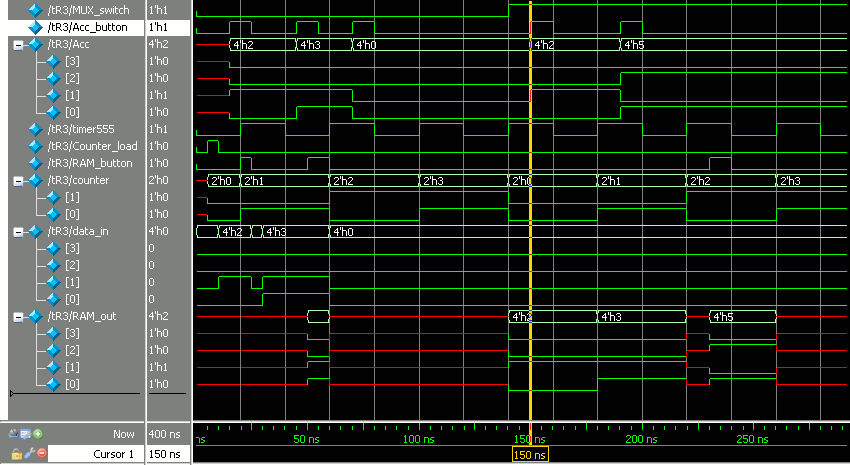 /tR3/MUX_switch 1'h1
/tR3/Acc_button 1'h1
/tR3/Acc 4'h2 4'h2 4'h3 4'h0 4'h2 4'h5
[3] 1'h0
[2] 1'h0
[1] 1'h1
[0] 1'h0
/tR3/timer555 1'h1
/tR3/Counter_load 1'h0
/tR3/RAM_button 1'h0
/tR3/counter 2'h0 2'h0 2'h1 2'h2 2'h3 2'h0 2'h1 2'h2 2'h3
[1] 1'h0
[0] 1'h0
/tR3/data_in 4'h0 4'h2 4'h3 4'h0
[3] 0
[2] 0
[1] 0
[0] 0
/tR3/RAM_out 4'h2 4'h2 4'h3 4'h5
[3] 1'h0
[2] 1'h0
[1] 1'h1
[0] 1'h0
Now 400 ns ns 50 ns 100 ns 150 ns 200 ns 250 ns
Cursor 1 150 ns 150 ns